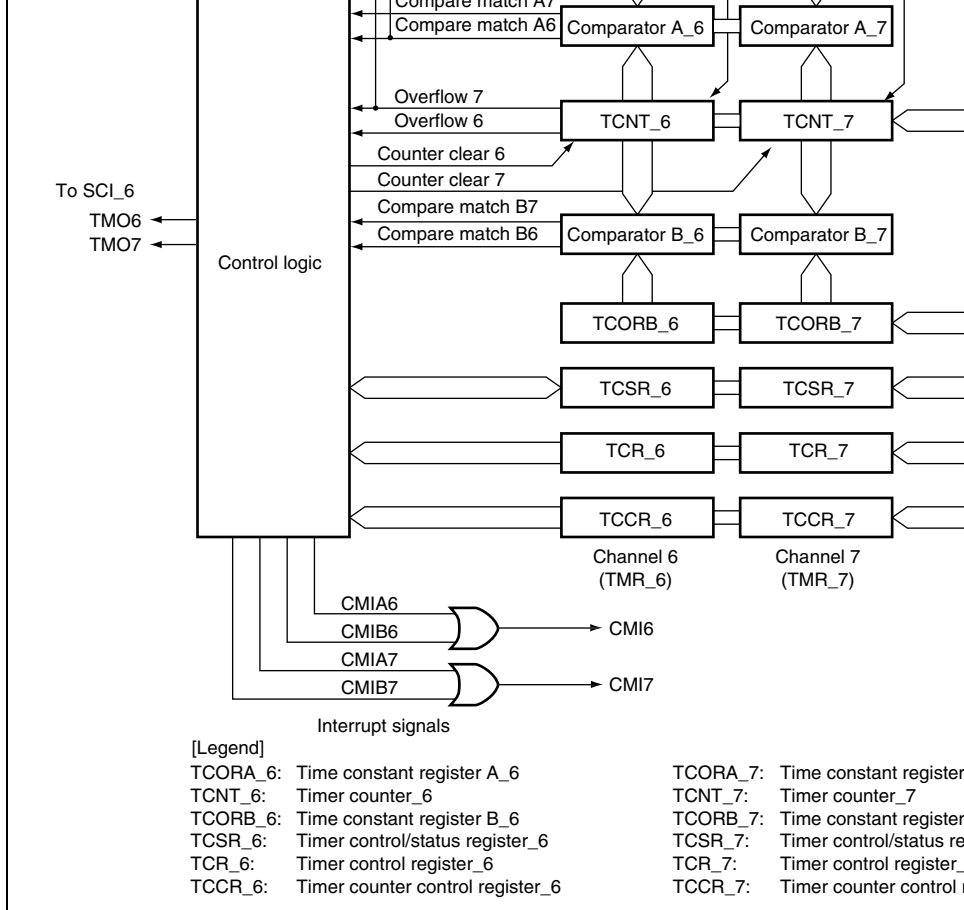 Compare match A7
Compare match A6
Comparator A_6
Comparator A_7
Overflow 7
Overflow 6
TCNT_6
TCNT_7
Counter clear 6
Counter clear 7
To SCI_6
TMO6
TMO7
Compare match B7
Compare match B6
Comparator B_6
Comparator B_7
Control logic
TCORB_6
TCORB_7
TCSR_6
TCSR_7
TCR_6
TCR_7
TCCR_6
TCCR_7
Channel 6
(TMR_6)
Channel 7
(TMR_7)
CMIA6
CMIB6
CMI6
CMIA7
CMIB7
CMI7
Interrupt signals
[Legend]
TCORA_6: Time constant register A_6
TCNT_6: Timer counter_6
TCORB_6: Time constant register B_6
TCSR_6: Timer control/status register_6
TCR_6: Timer control register_6
TCCR_6: Timer counter control register_6
TCORA_7: Time constant register
TCNT_7: Timer counter_7
TCORB_7: Time constant register
TCSR_7: Timer control/status re
TCR_7: Timer control register_
TCCR_7: Timer counter control